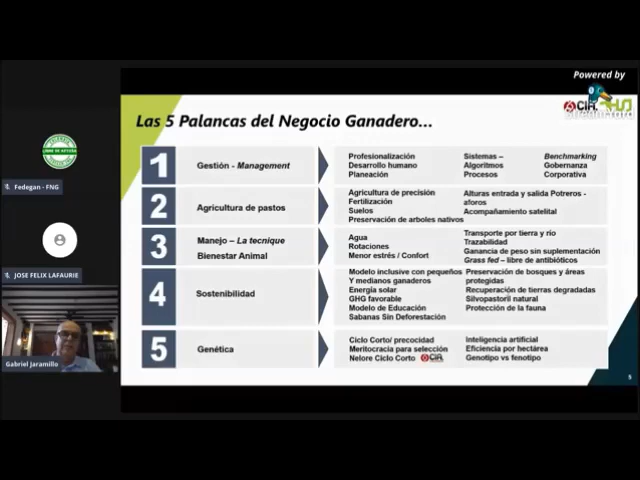 Powered by
CIA
Las 5 Palancas del Negocio Ganadero...
1
Gestión - Management
Profesionalización
Desarrollo humano
Planeación
Sistemas –
Algoritmos
Procesos
Benchmarking
Gobernanza
Corporativa
2
Agricultura de pastos
Agricultura de precisión
Fertilización
Suelos
Preservación de arboles nativos
Alturas entrada y salida Potreros -
aforos
Acompañamiento satelital
3
Manejo – La tecnique
Bienestar Animal
Agua
Rotaciones
Menor estrés / Confort
Transporte por tierra y río
Trazabilidad
Ganancia de peso sin suplementación
Grass fed – libre de antibióticos
4
Sostenibilidad
Modelo inclusive con pequeños
Y medianos ganaderos
Energía solar
GHG favorable
Modelo de Educación
Sabanas Sin Deforestación
Preservación de bosques y áreas
protegidas
Recuperación de tierras degradadas
Silvopastoril natural
Protección de la fauna
5
Genética
Ciclo Corto/ precocidad
Meritocracia para selección
Nelore Ciclo Corto CIA
Inteligencia artificial
Eficiencia por hectárea
Genotipo vs fenotipo
5
Fedegan - FNG
JOSE FELIX LAFAURIE
Gabriel Jaramillo